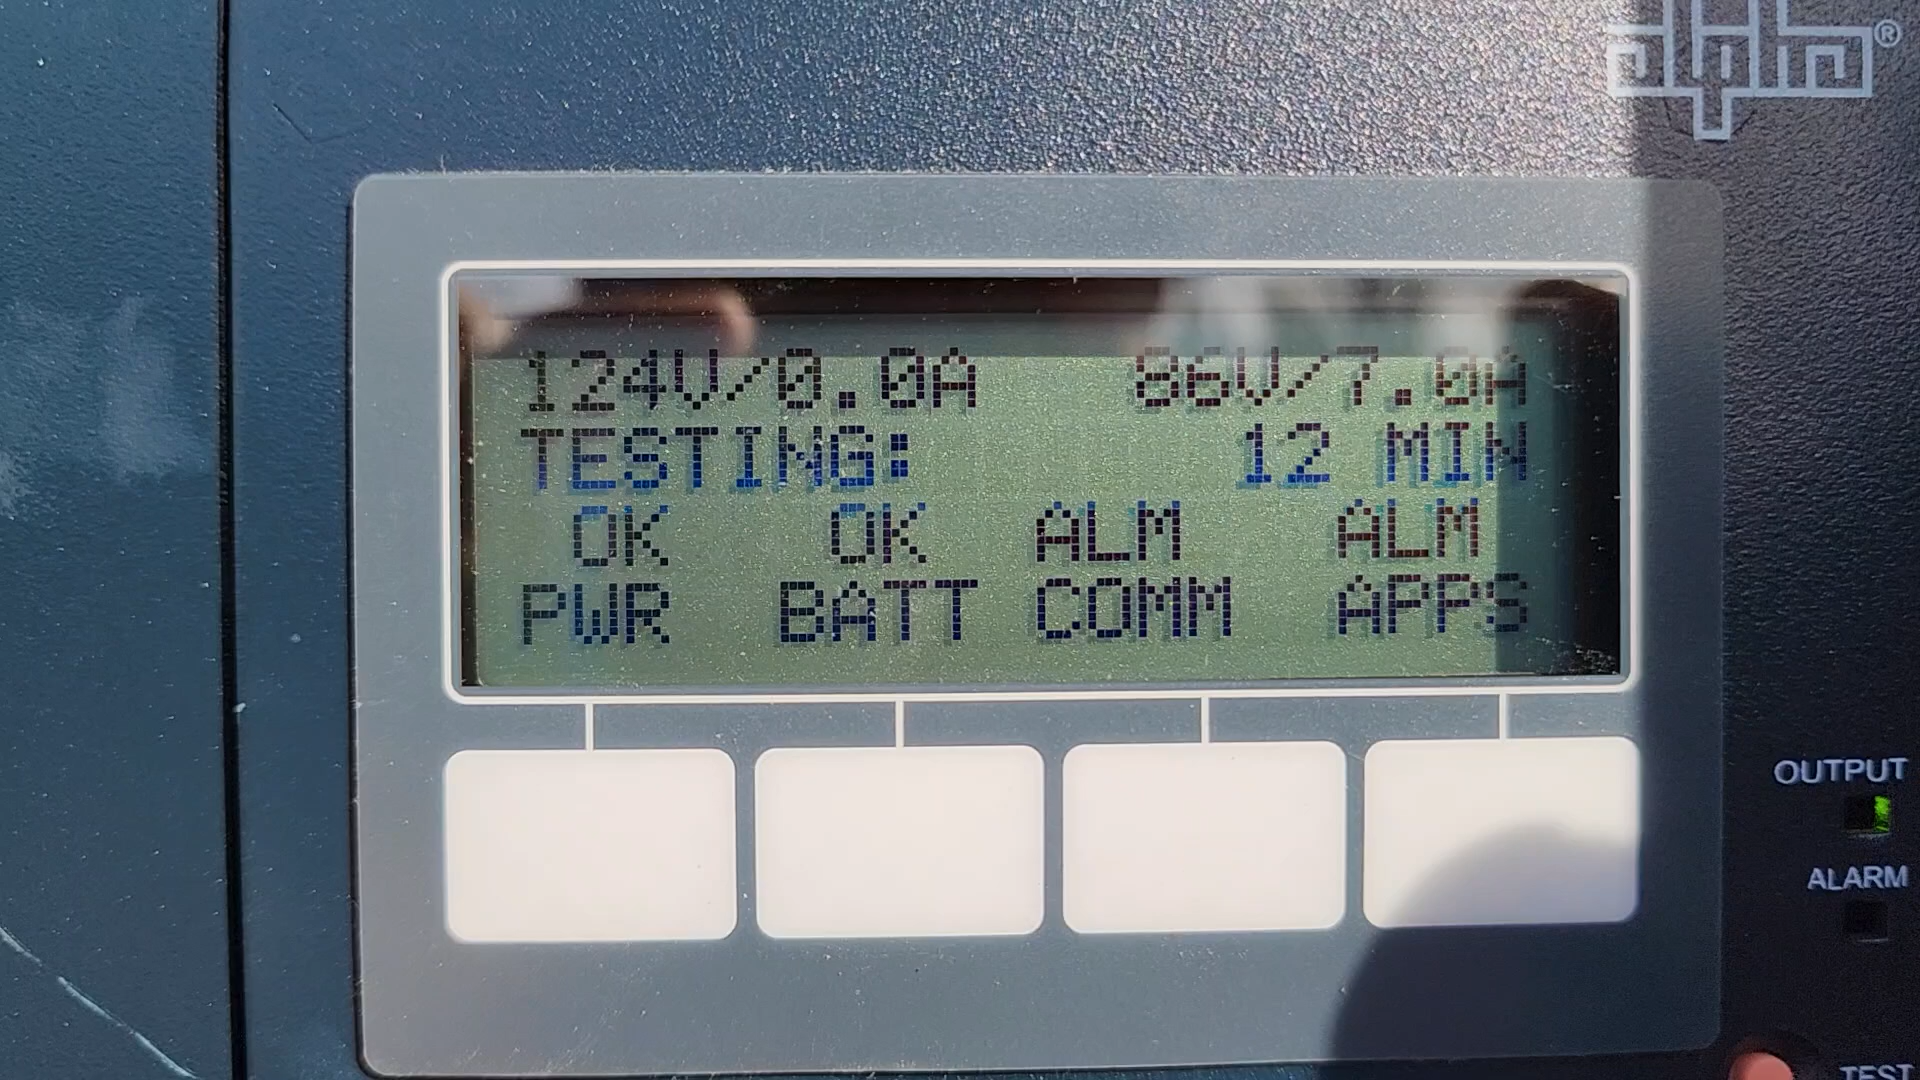 alpha®
124V/0.0A 86V/7.0A
TESTING: 12 MIN
OK OK ALM ALM
PWR BATT COMM APPS
OUTPUT
ALARM
TEST